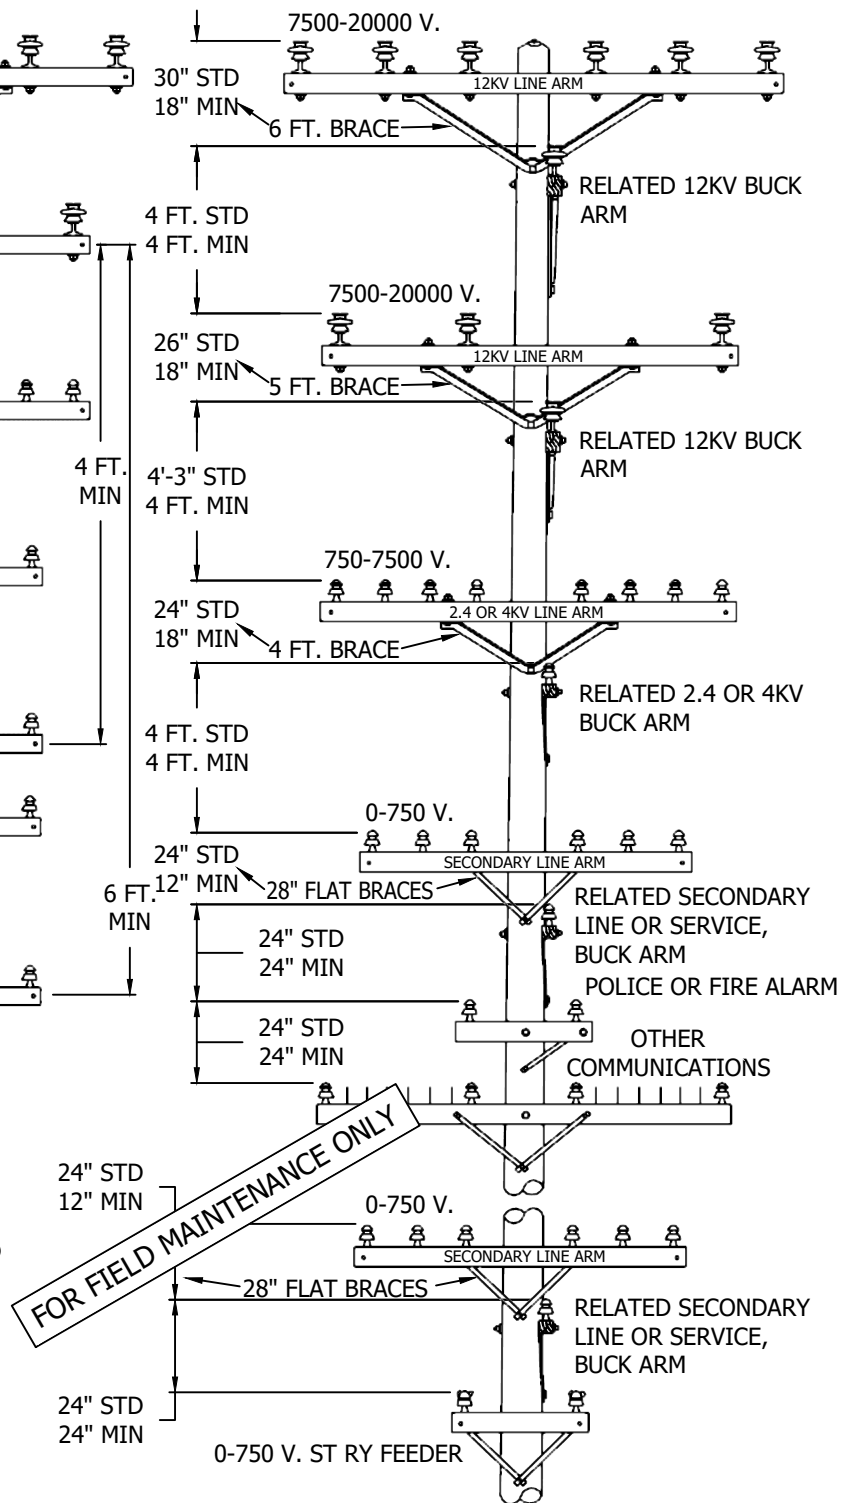 7500-20000 V.
30" STD
18" MIN
12KV LINE ARM
6 FT. BRACE
RELATED 12KV BUCK
ARM
4 FT. STD
4 FT. MIN
7500-20000 V.
26" STD
18" MIN
12KV LINE ARM
5 FT. BRACE
RELATED 12KV BUCK
ARM
4 FT.
MIN
4'-3" STD
4 FT. MIN
750-7500 V.
24" STD
18" MIN
2.4 OR 4KV LINE ARM
4 FT. BRACE
RELATED 2.4 OR 4KV
BUCK ARM
4 FT. STD
4 FT. MIN
0-750 V.
24" STD
12" MIN
SECONDARY LINE ARM
28" FLAT BRACES
6 FT.
MIN
RELATED SECONDARY
LINE OR SERVICE,
BUCK ARM
24" STD
24" MIN
POLICE OR FIRE ALARM
24" STD
24" MIN
OTHER
COMMUNICATIONS
FOR FIELD MAINTENANCE ONLY
24" STD
12" MIN
0-750 V.
SECONDARY LINE ARM
28" FLAT BRACES
RELATED SECONDARY
LINE OR SERVICE,
BUCK ARM
24" STD
24" MIN
0-750 V. ST RY FEEDER